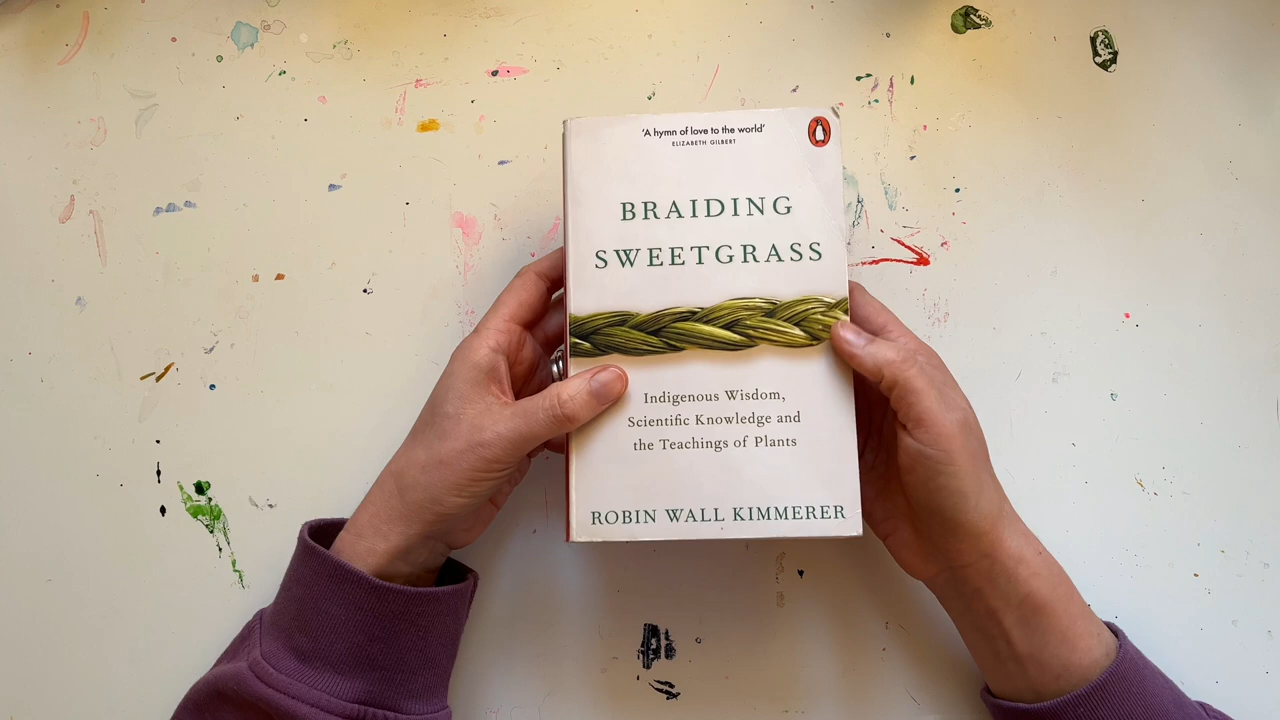 'A hymn of love to the world'
ELIZABETH GILBERT
BRAIDING
SWEETGRASS
Indigenous Wisdom,
Scientific Knowledge and
the Teachings of Plants
ROBIN WALL KIMMERER